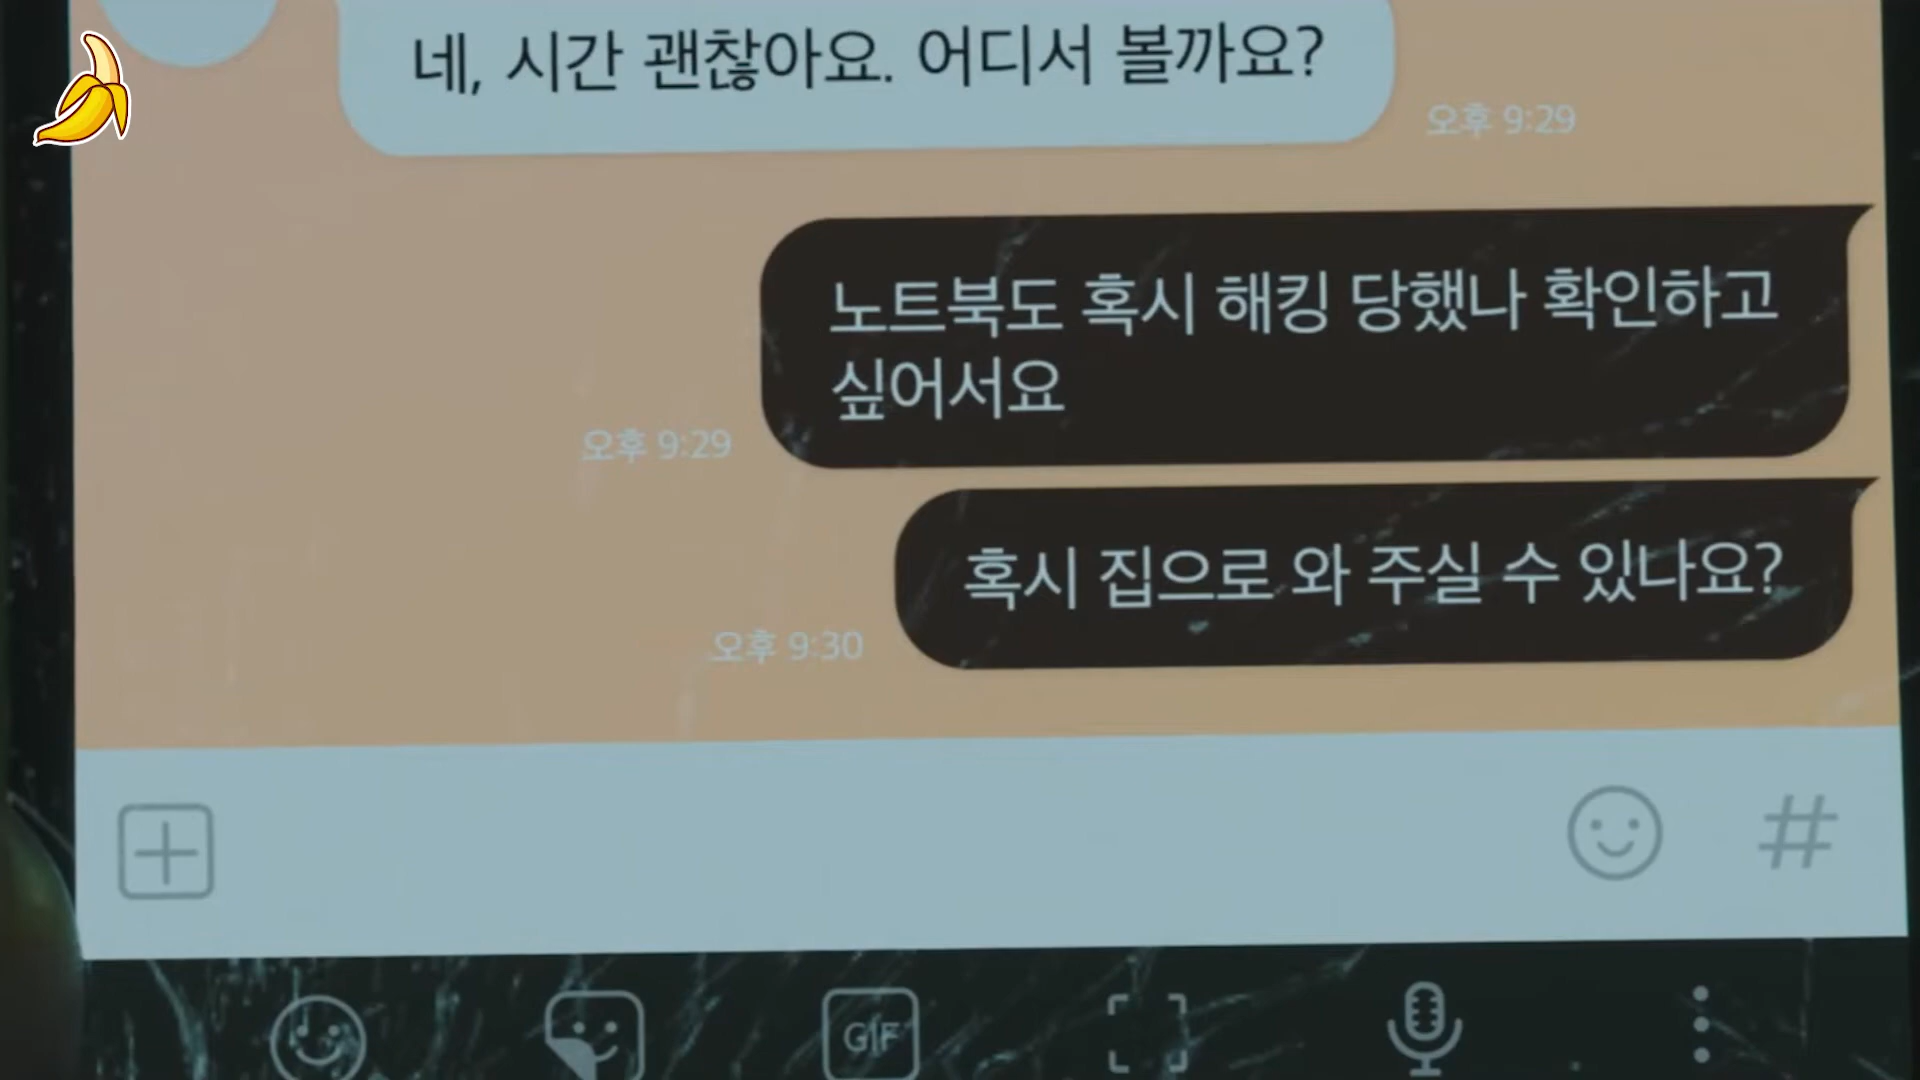 네, 시간 괜찮아요. 어디서 볼까요?
오후 9:29
노트북도 혹시 해킹 당했나 확인하고
싶어서요
오후 9:29
혹시 집으로 와 주실 수 있나요?
오후 9:30
#
GIF